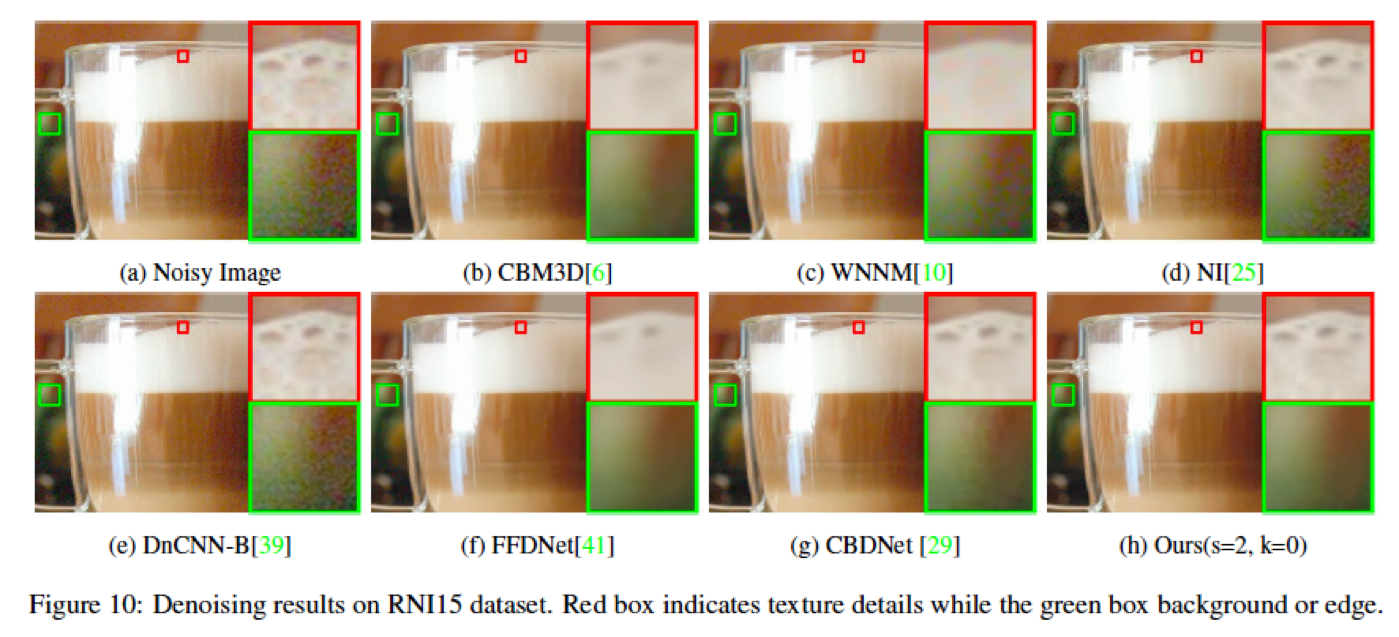 (a) Noisy Image
(b) CBM3D[6]
(c) WNNM[10]
(d) NI[25]
(e) DnCNN-B[39]
(f) FFDNet[41]
(g) CBDNet [29]
(h) Ours(s=2, k=0)
Figure 10: Denoising results on RNI15 dataset. Red box indicates texture details while the green box background or edge.